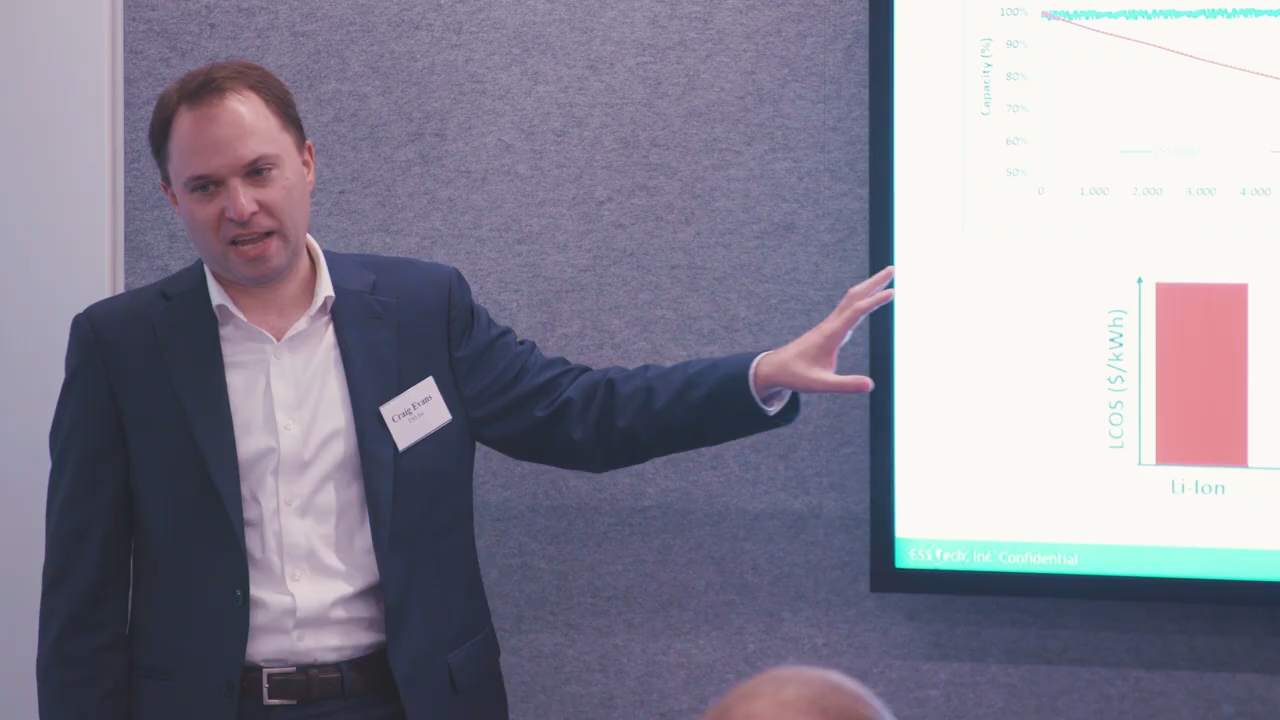 Craig Evans
100%
90%
80%
70%
60%
50%
Capacity (%)
0 1,000 2,000 3,000 4,000
LCOS ($/kWh)
Li-Ion
ESS Tech, Inc. Confidential